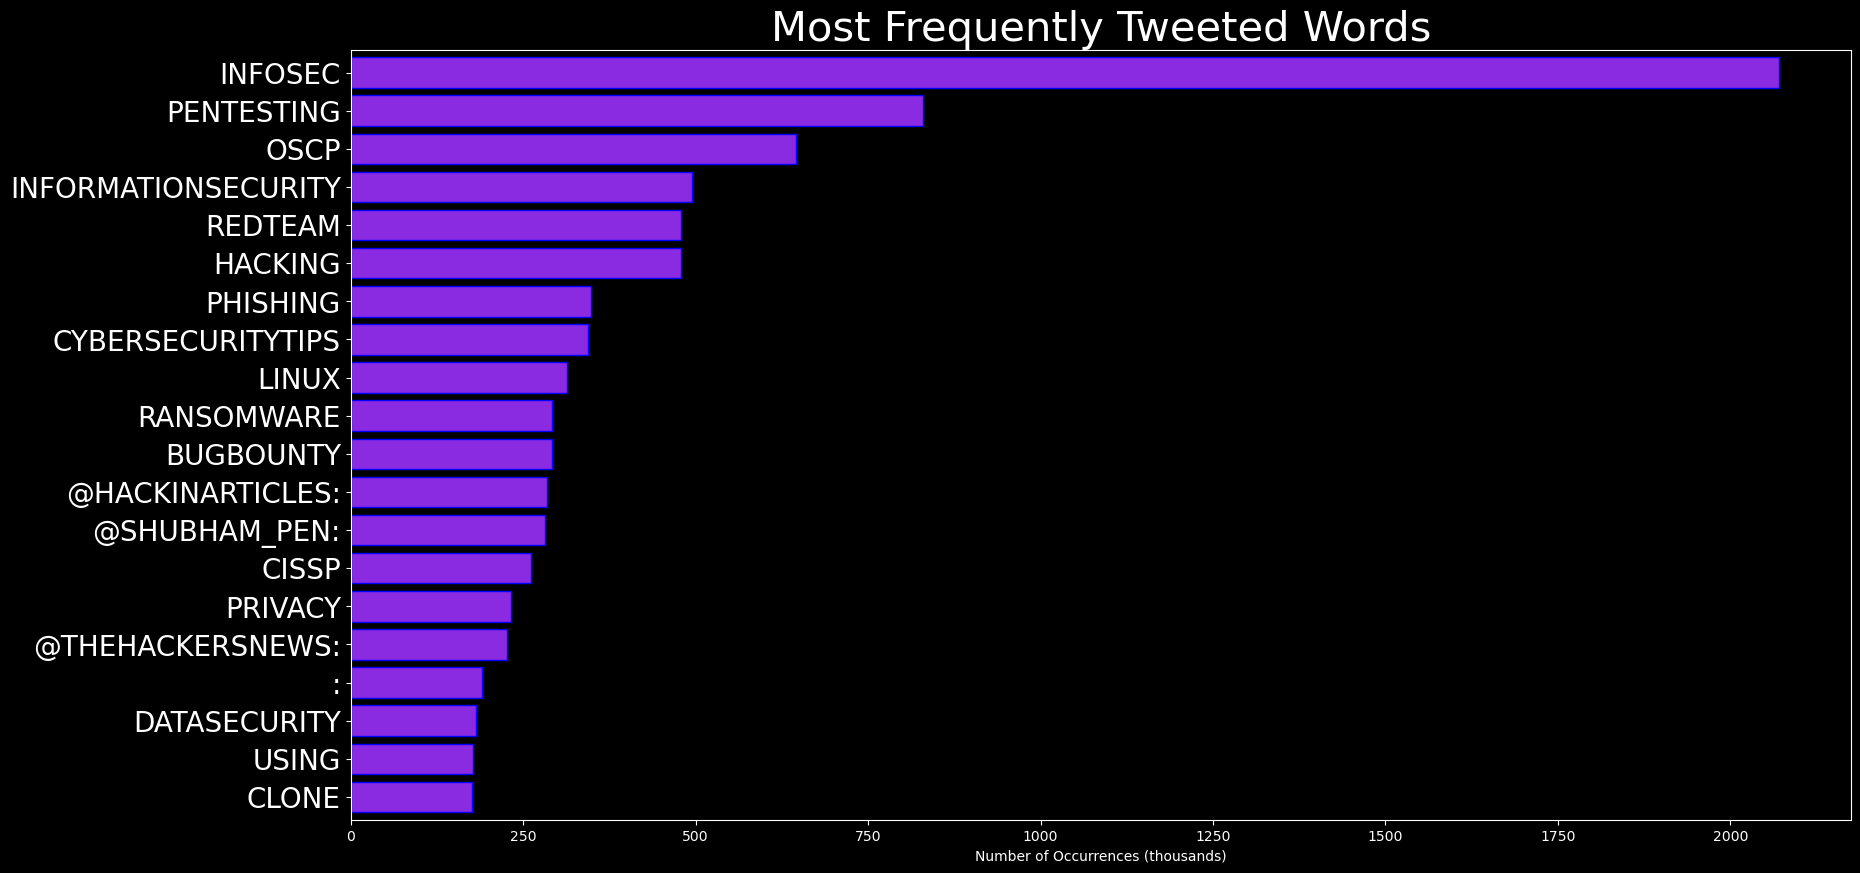 Most Frequently Tweeted Words
INFOSEC
PENTESTING
OSCP
INFORMATIONSECURITY
REDTEAM
HACKING
PHISHING
CYBERSECURITYTIPS
LINUX
RANSOMWARE
BUGBOUNTY
@HACKINARTICLES:
@SHUBHAM_PEN:
CISSP
PRIVACY
@THEHACKERSNEWS:
:
DATASECURITY
USING
CLONE
0 250 500 750 1000 1250 1500 1750 2000
Number of Occurrences (thousands)